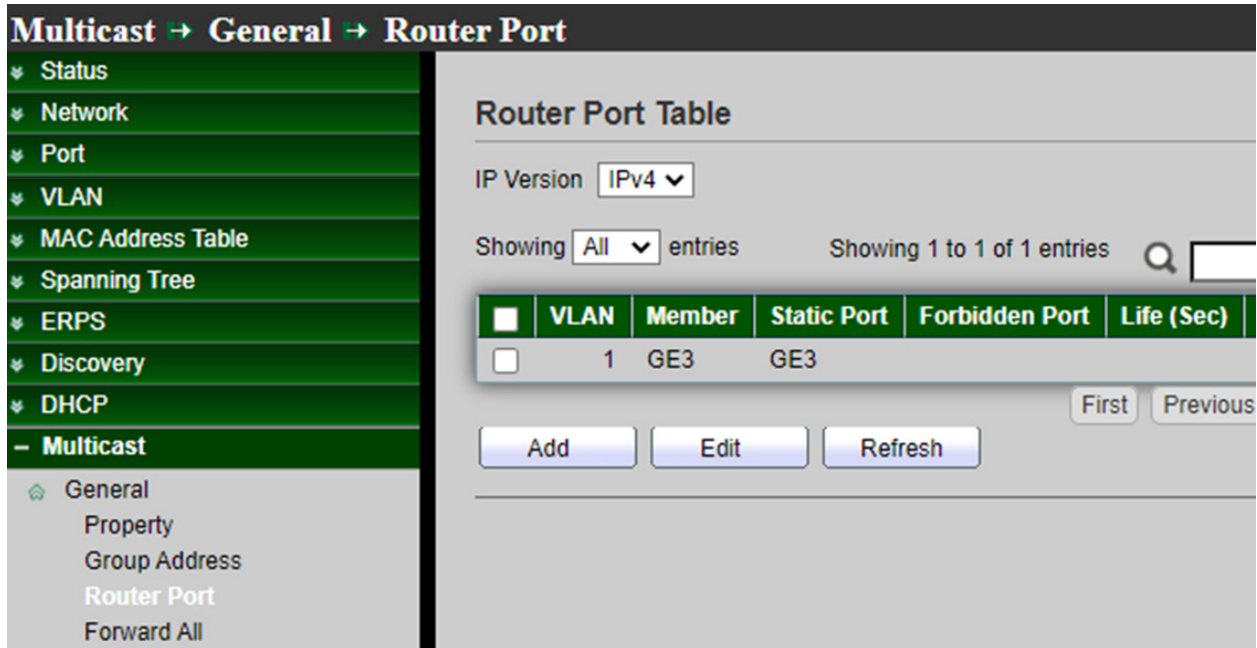 Multicast → General → Router Port
Status
Network
Port
VLAN
MAC Address Table
Spanning Tree
ERPS
Discovery
DHCP
Multicast
General
Property
Group Address
Router Port
Forward All
Router Port Table
IP Version IPv4
Showing All entries Showing 1 to 1 of 1 entries
VLAN Member Static Port Forbidden Port Life (Sec)
1 GE3 GE3
First Previous
Add Edit Refresh